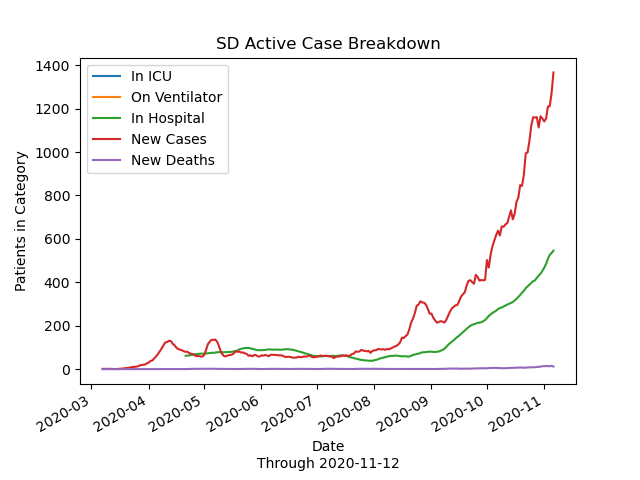 SD Active Case Breakdown
In ICU
On Ventilator
In Hospital
New Cases
New Deaths
Patients in Category
1400
1200
1000
800
600
400
200
0
2020-03
2020-04
2020-05
2020-06
2020-07
2020-08
2020-09
2020-10
2020-11
Date
Through 2020-11-12